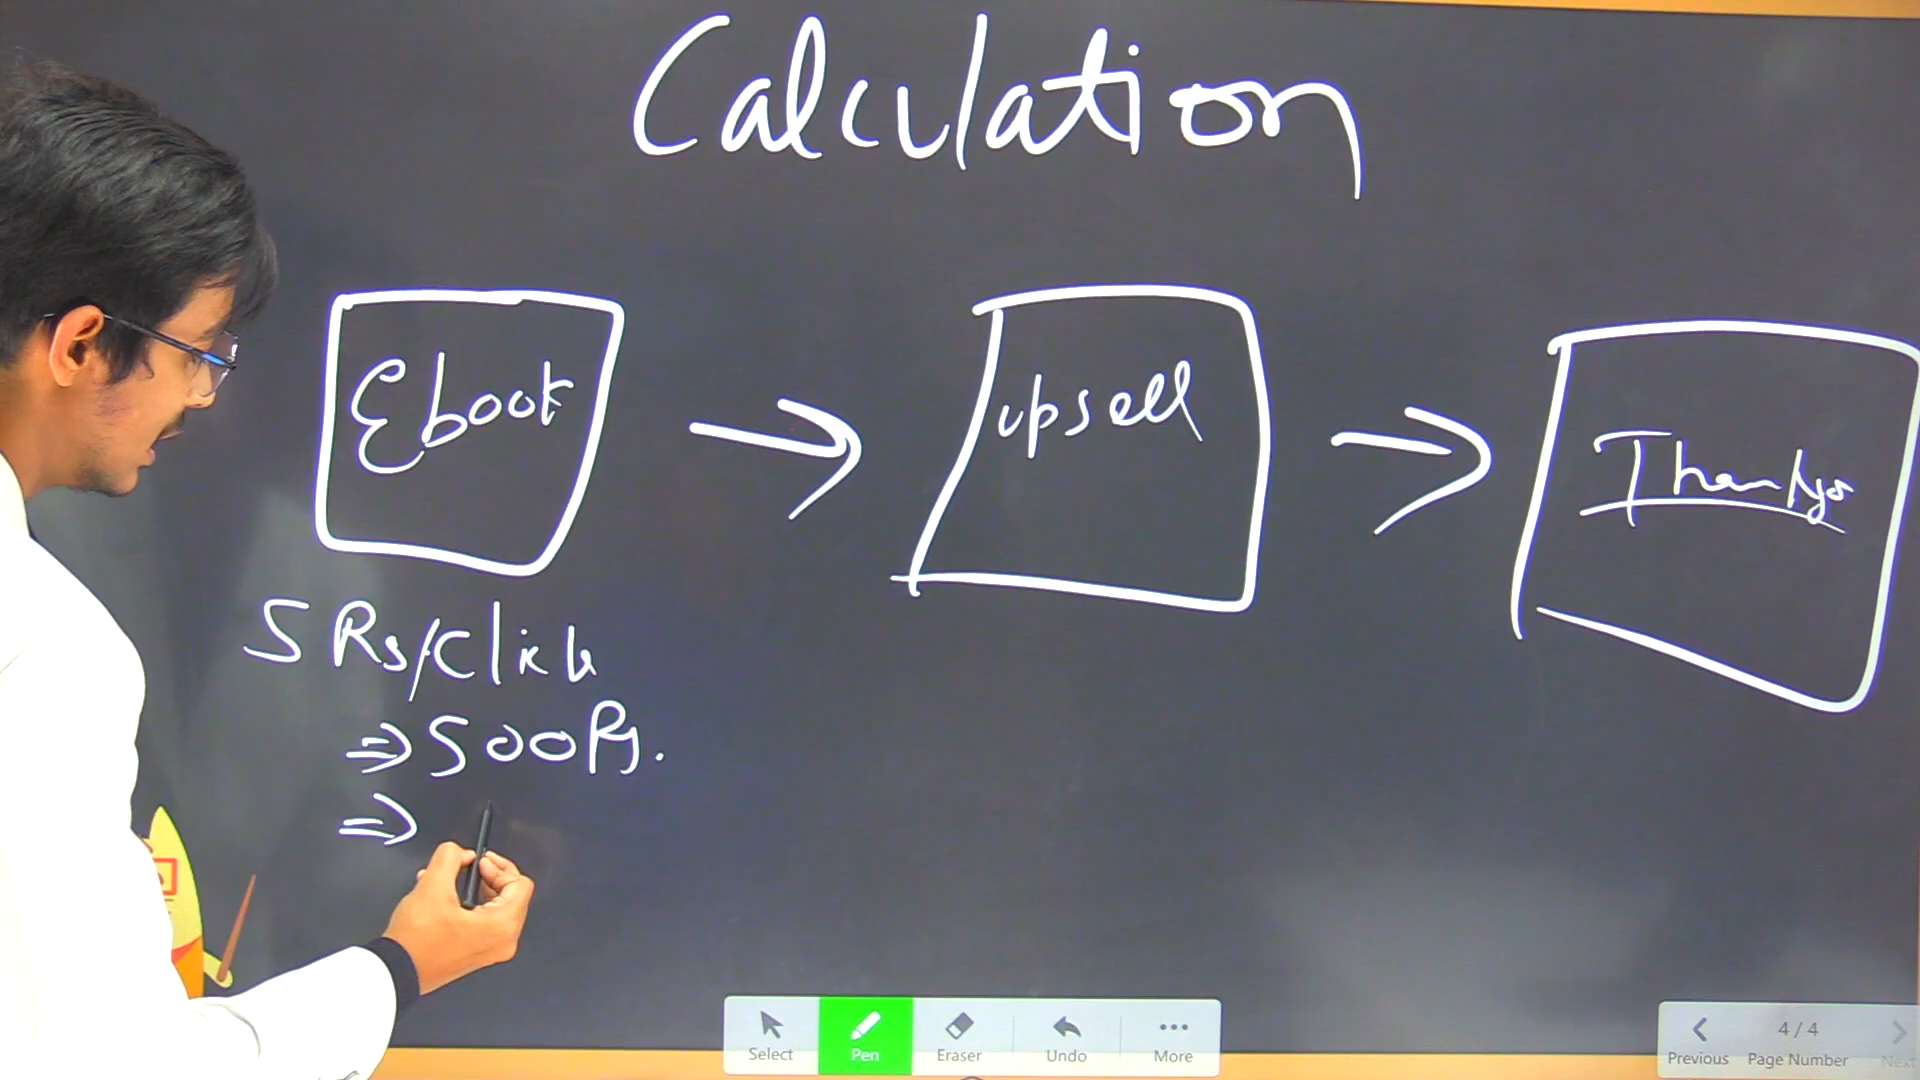 Calculation
Ebook → upsell → Thankyo
5 Rs/Click
⇒ 500 Rs.
⇒
Select Pen Eraser Undo More
4 / 4
Previous Page Number Next